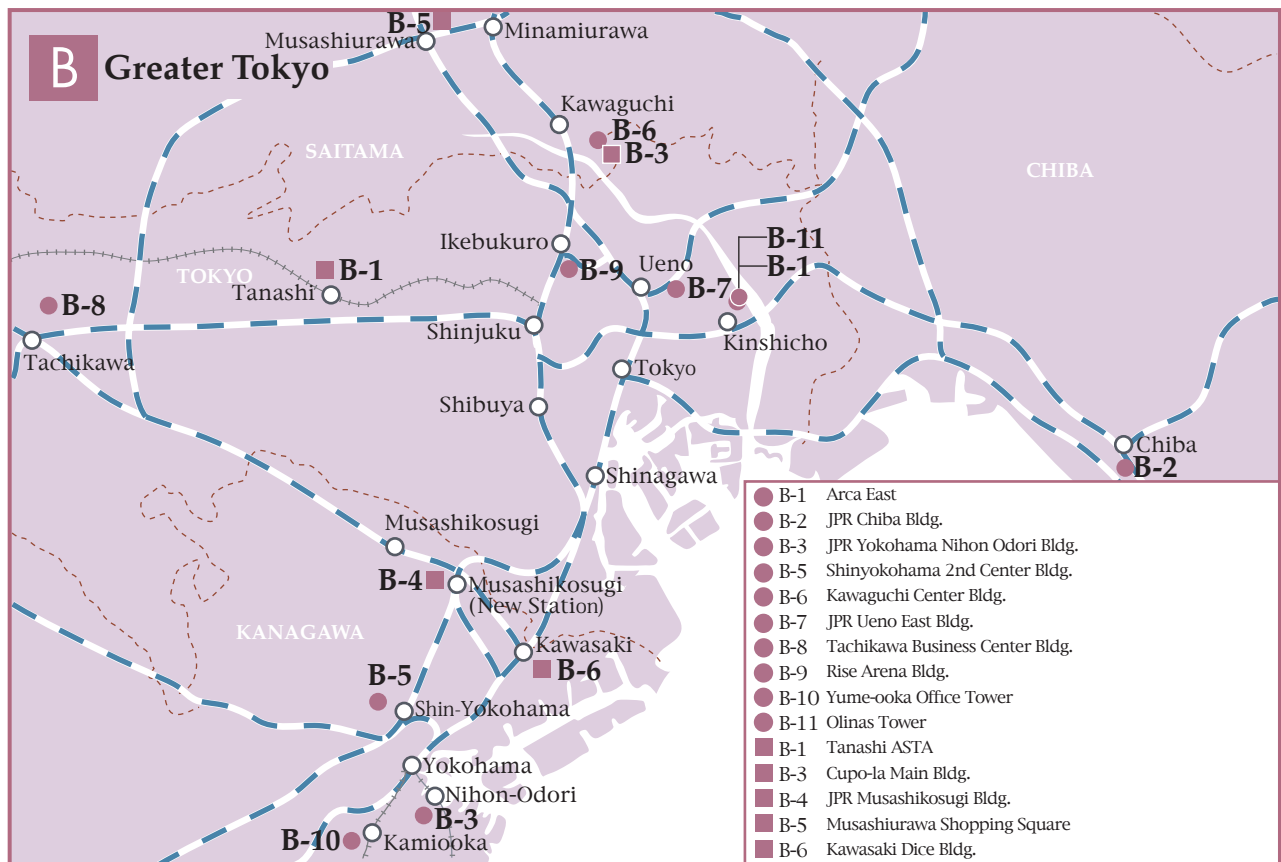 B Greater Tokyo
B-5
Musashiurawa
Minamiurawa
Kawaguchi
B-6
B-3
SAITAMA
CHIBA
Ikebukuro
B-9
Ueno
B-7
B-11
B-1
TOKYO
B-1
Tanashi
B-8
Tachikawa
Shinjuku
Kinshicho
Tokyo
Shibuya
Chiba
B-2
Shinagawa
Musashikosugi
B-4
Musashikosugi
(New Station)
KANAGAWA
Kawasaki
B-6
B-5
Shin-Yokohama
Yokohama
Nihon-Odori
B-3
B-10
Kamiooka
B-1 Arca East
B-2 JPR Chiba Bldg.
B-3 JPR Yokohama Nihon Odori Bldg.
B-5 Shinyokohama 2nd Center Bldg.
B-6 Kawaguchi Center Bldg.
B-7 JPR Ueno East Bldg.
B-8 Tachikawa Business Center Bldg.
B-9 Rise Arena Bldg.
B-10 Yume-ooka Office Tower
B-11 Olinas Tower
B-1 Tanashi ASTA
B-3 Cupo-la Main Bldg.
B-4 JPR Musashikosugi Bldg.
B-5 Musashiurawa Shopping Square
B-6 Kawasaki Dice Bldg.